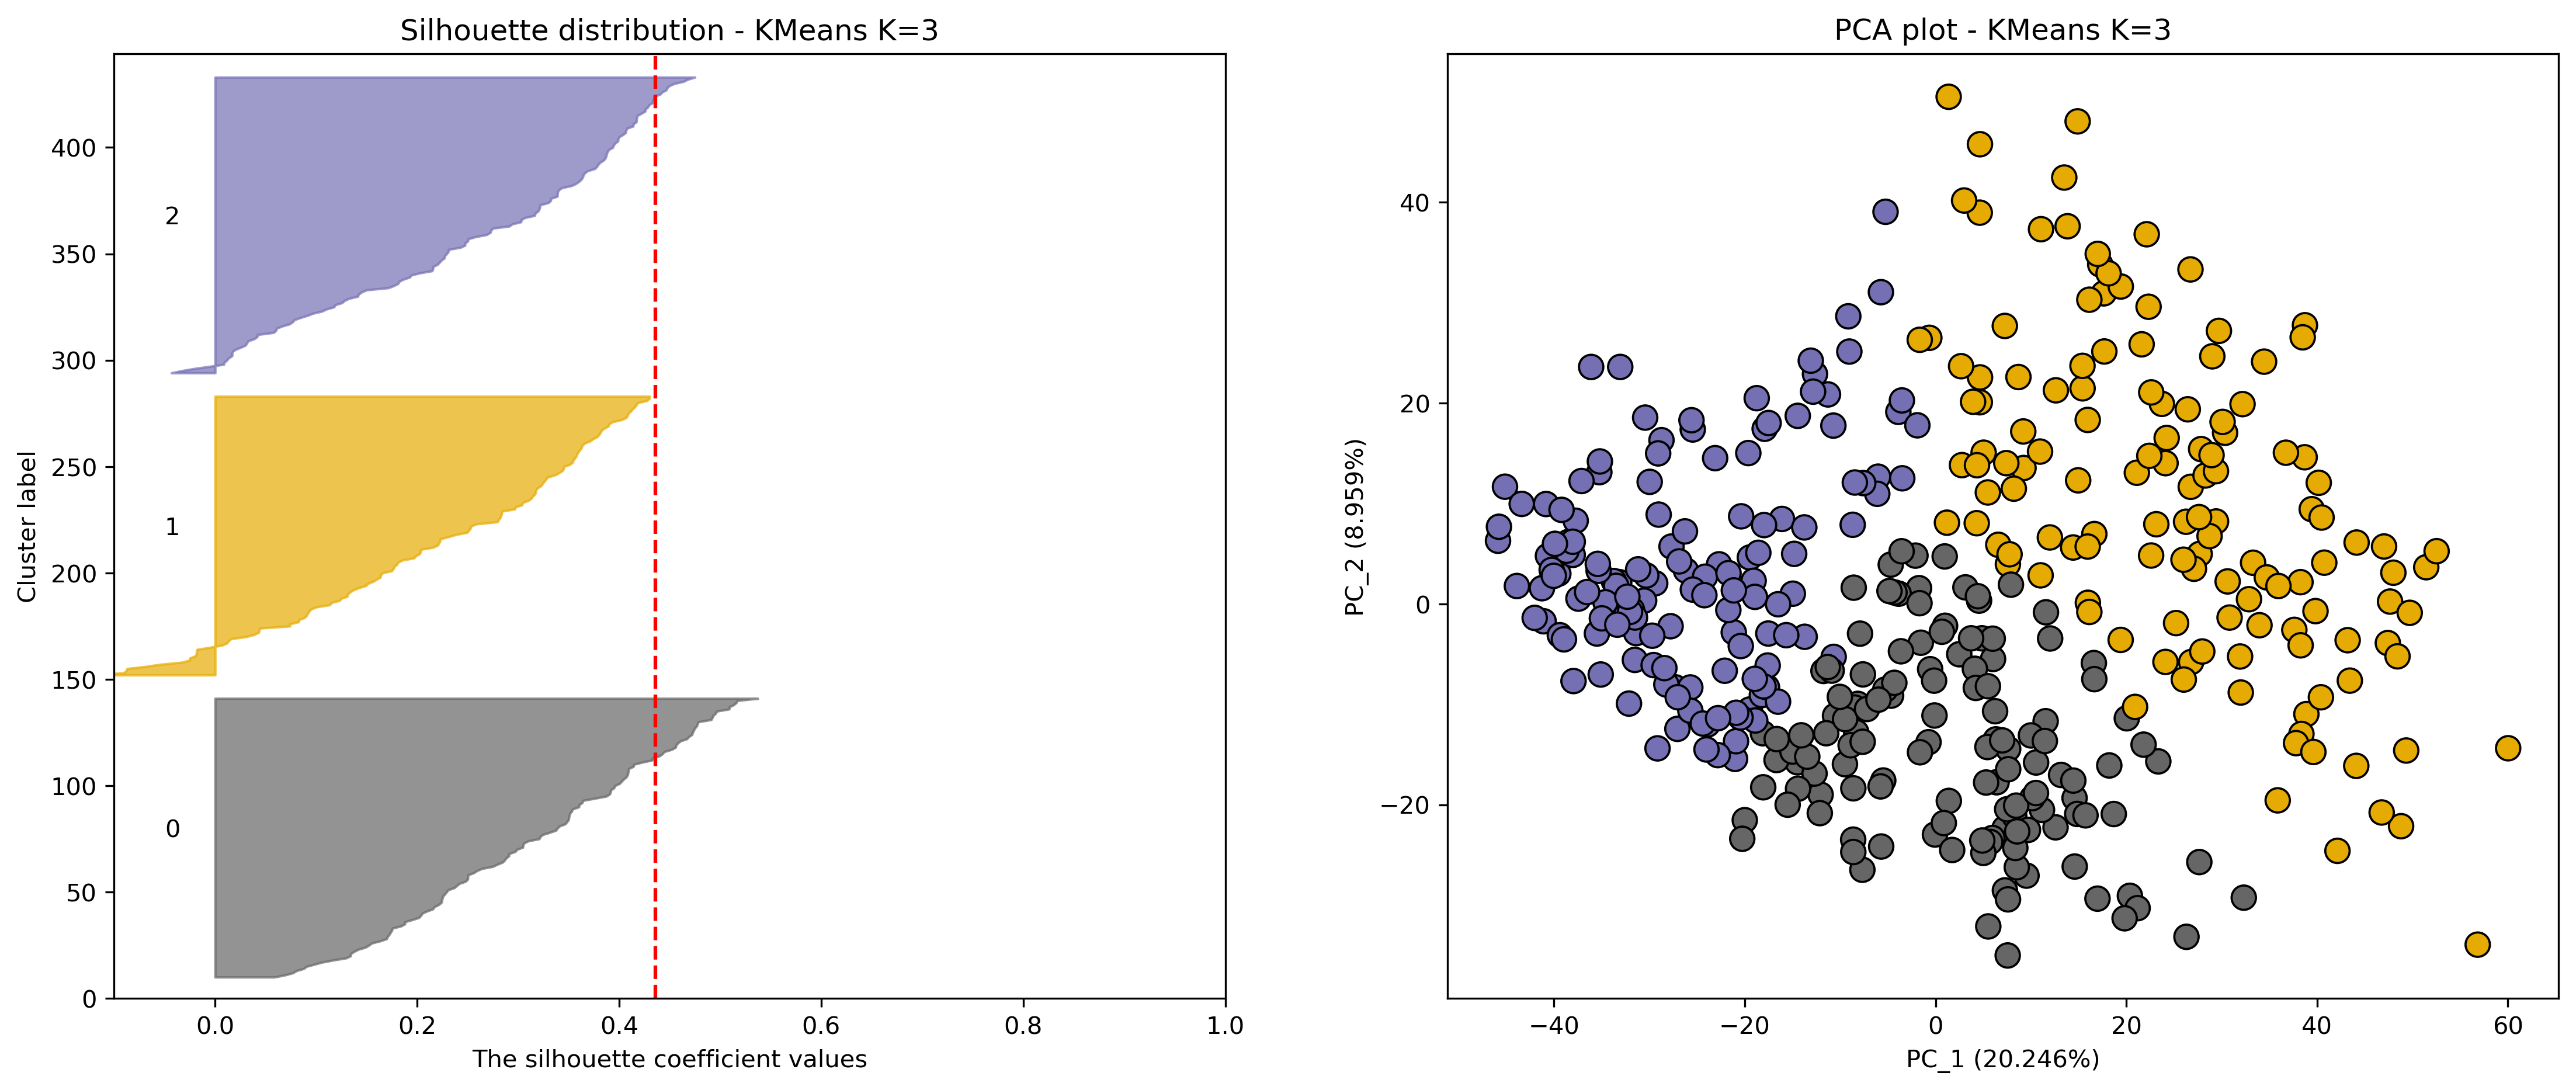 Silhouette distribution - KMeans K=3
Cluster label
400
350
300
250
200
150
100
50
0
2
1
0
0.0 0.2 0.4 0.6 0.8 1.0
The silhouette coefficient values
PCA plot - KMeans K=3
PC_2 (8.959%)
40
20
0
−20
−40 −20 0 20 40 60
PC_1 (20.246%)